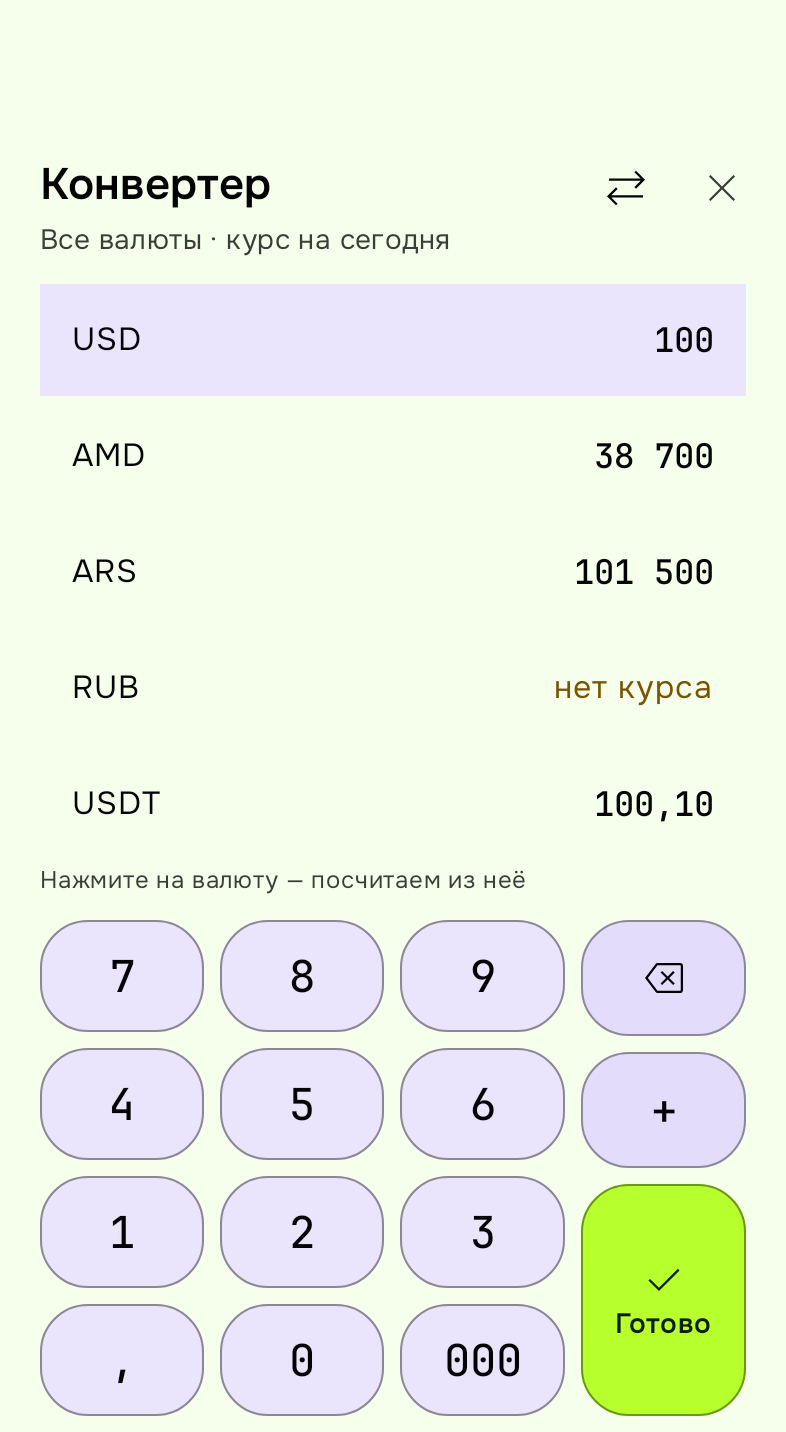 Конвертер
Все валюты · курс на сегодня
USD 100
AMD 38 700
ARS 101 500
RUB нет курса
USDT 100,10
Нажмите на валюту — посчитаем из неё
7 8 9
4 5 6 +
1 2 3
Готово
, 0 000